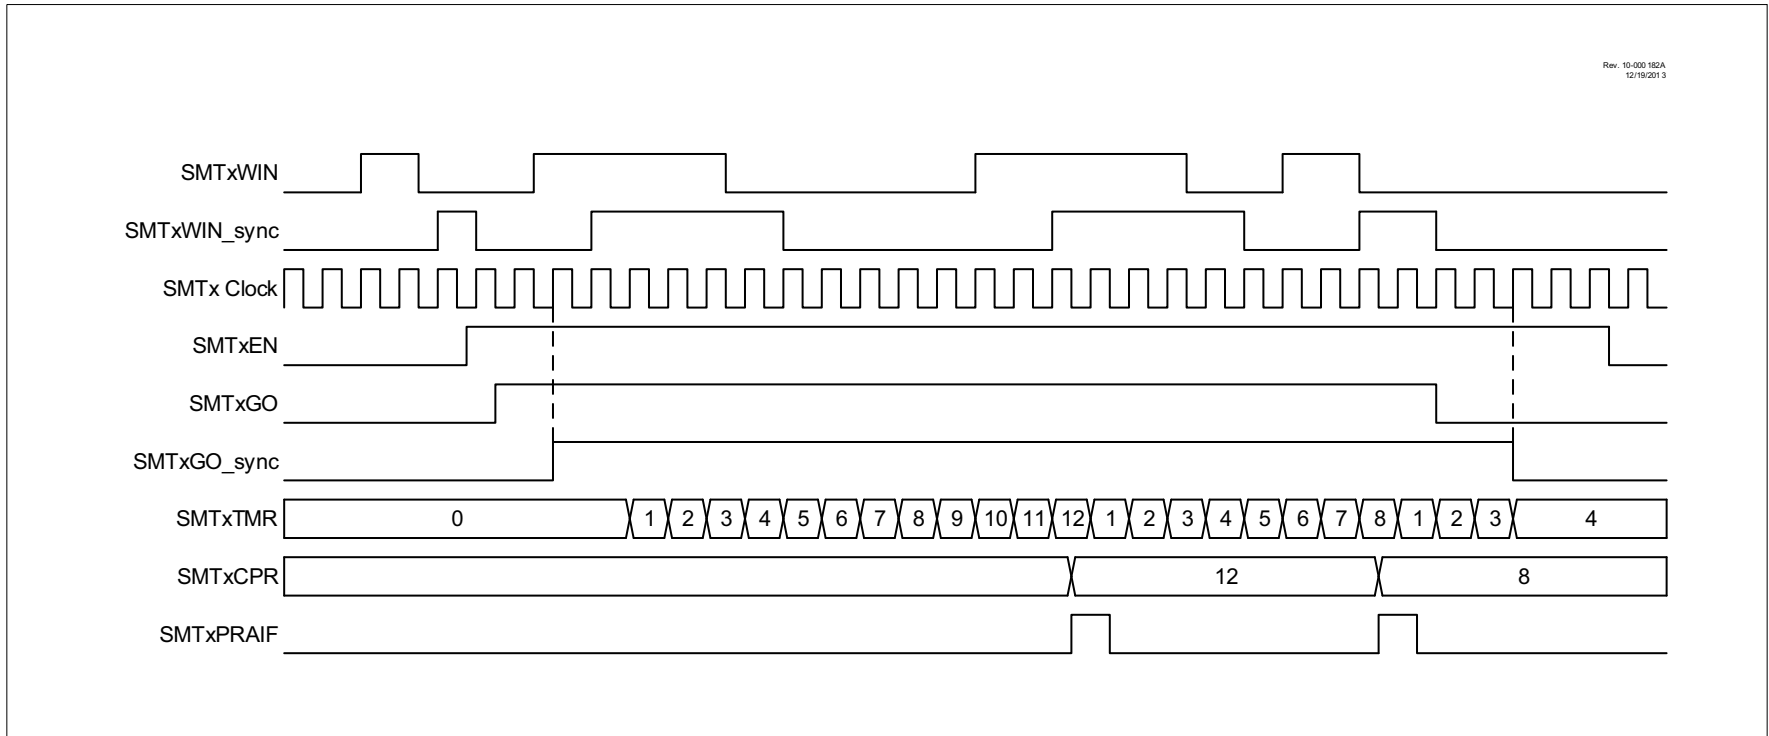 Rev. 10-000 182A
12/19/201 3
SMTxWIN
SMTxWIN_sync
SMTx Clock
SMTxEN
SMTxGO
SMTxGO_sync
SMTxTMR 0 1 2 3 4 5 6 7 8 9 10 11 12 1 2 3 4 5 6 7 8 1 2 3 4
SMTxCPR 12 8
SMTxPRAIF